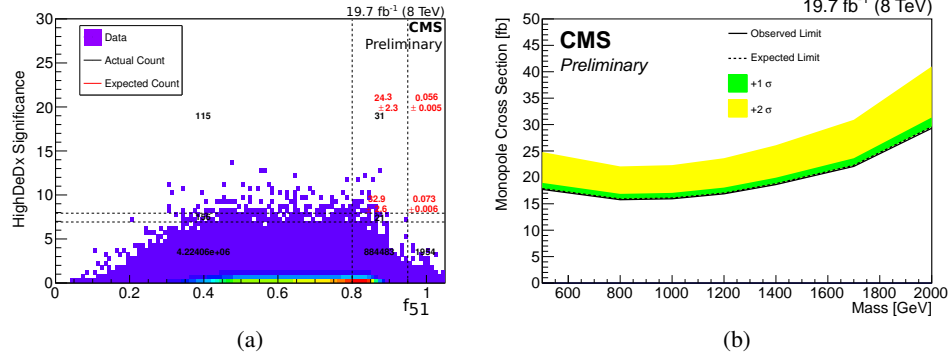 19.7 fb⁻¹ (8 TeV)
CMS
Preliminary
HighDeDx Significance
30
25
20
15
10
5
0
Data
Actual Count
Expected Count
24.3
± 2.3
0.056
± 0.005
115
31
0.073
± 0.006
21
4.22406e+06
684463
1954
0
0.2
0.4
0.6
0.8
1
f51
(a)
19.7 fb⁻¹ (8 TeV)
CMS
Preliminary
Monopole Cross Section [fb]
50
45
40
35
30
25
20
15
10
5
0
Observed Limit
Expected Limit
+1 σ
+2 σ
600
800
1000
1200
1400
1600
1800
2000
Mass [GeV]
(b)